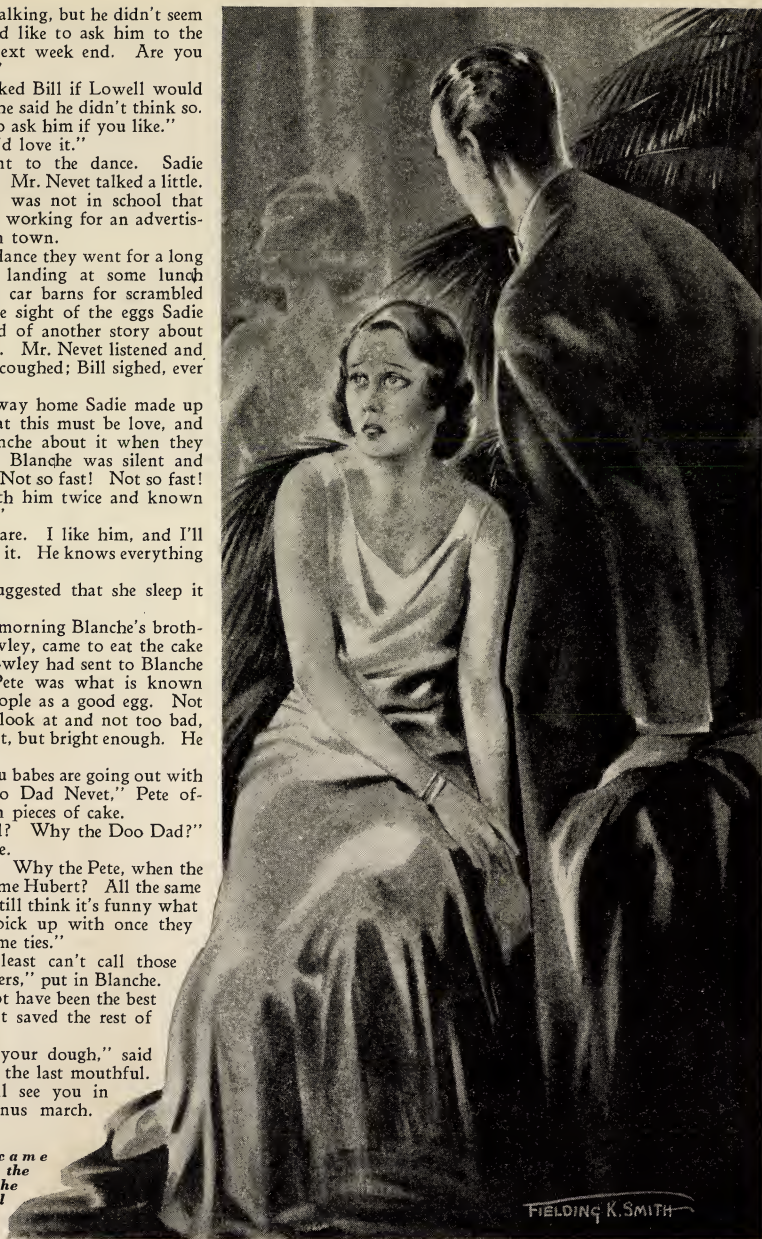 alking, but he didn't seem
d like to ask him to the
ext week end. Are you
"
ked Bill if Lowell would
he said he didn't think so.
o ask him if you like."
'd love it."
nt to the dance. Sadie
Mr. Nevet talked a little.
was not in school that
working for an advertis-
n town.
dance they went for a long
landing at some lunch
car barns for scrambled
e sight of the eggs Sadie
d of another story about
. Mr. Nevet listened and
coughed; Bill sighed, ever
way home Sadie made up
at this must be love, and
nche about it when they
Blanche was silent and
Not so fast! Not so fast!
th him twice and known
"
are. I like him, and I'll
it. He knows everything
uggested that she sleep it
morning Blanche's broth-
wley, came to eat the cake
wley had sent to Blanche
Pete was what is known
ople as a good egg. Not
look at and not too bad,
t, but bright enough. He
u babes are going out with
o Dad Nevet," Pete of-
n pieces of cake.
l? Why the Doo Dad?"
e.
Why the Pete, when the
me Hubert? All the same
still think it's funny what
pick up with once they
me ties."
least can't call those
ers," put in Blanche.
ot have been the best
t saved the rest of
your dough," said
the last mouthful.
ll see you in
nus march.
came
the
he
l
FIELDING K. SMITH